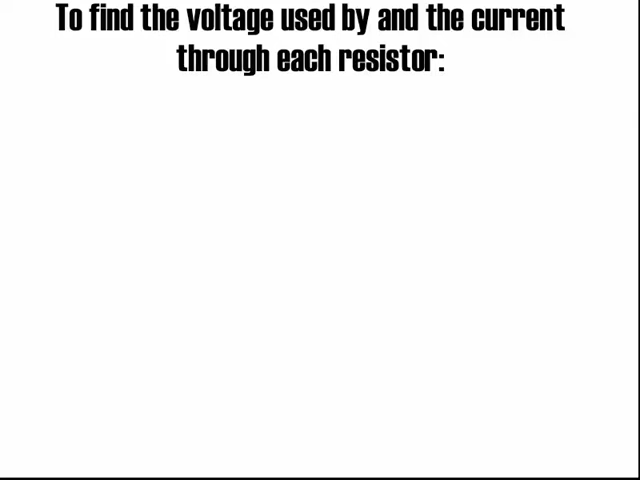 To find the voltage used by and the current
through each resistor: